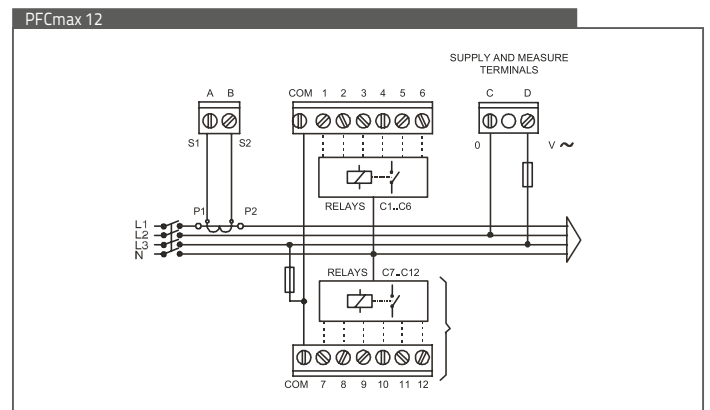 PFCmax 12
SUPPLY AND MEASURE
TERMINALS
A B
COM 1 2 3 4 5 6
C D
S1 S2
0 V ~
RELAYS C1..C6
P1 P2
L1
L2
L3
N
RELAYS C7..C12
COM 7 8 9 10 11 12